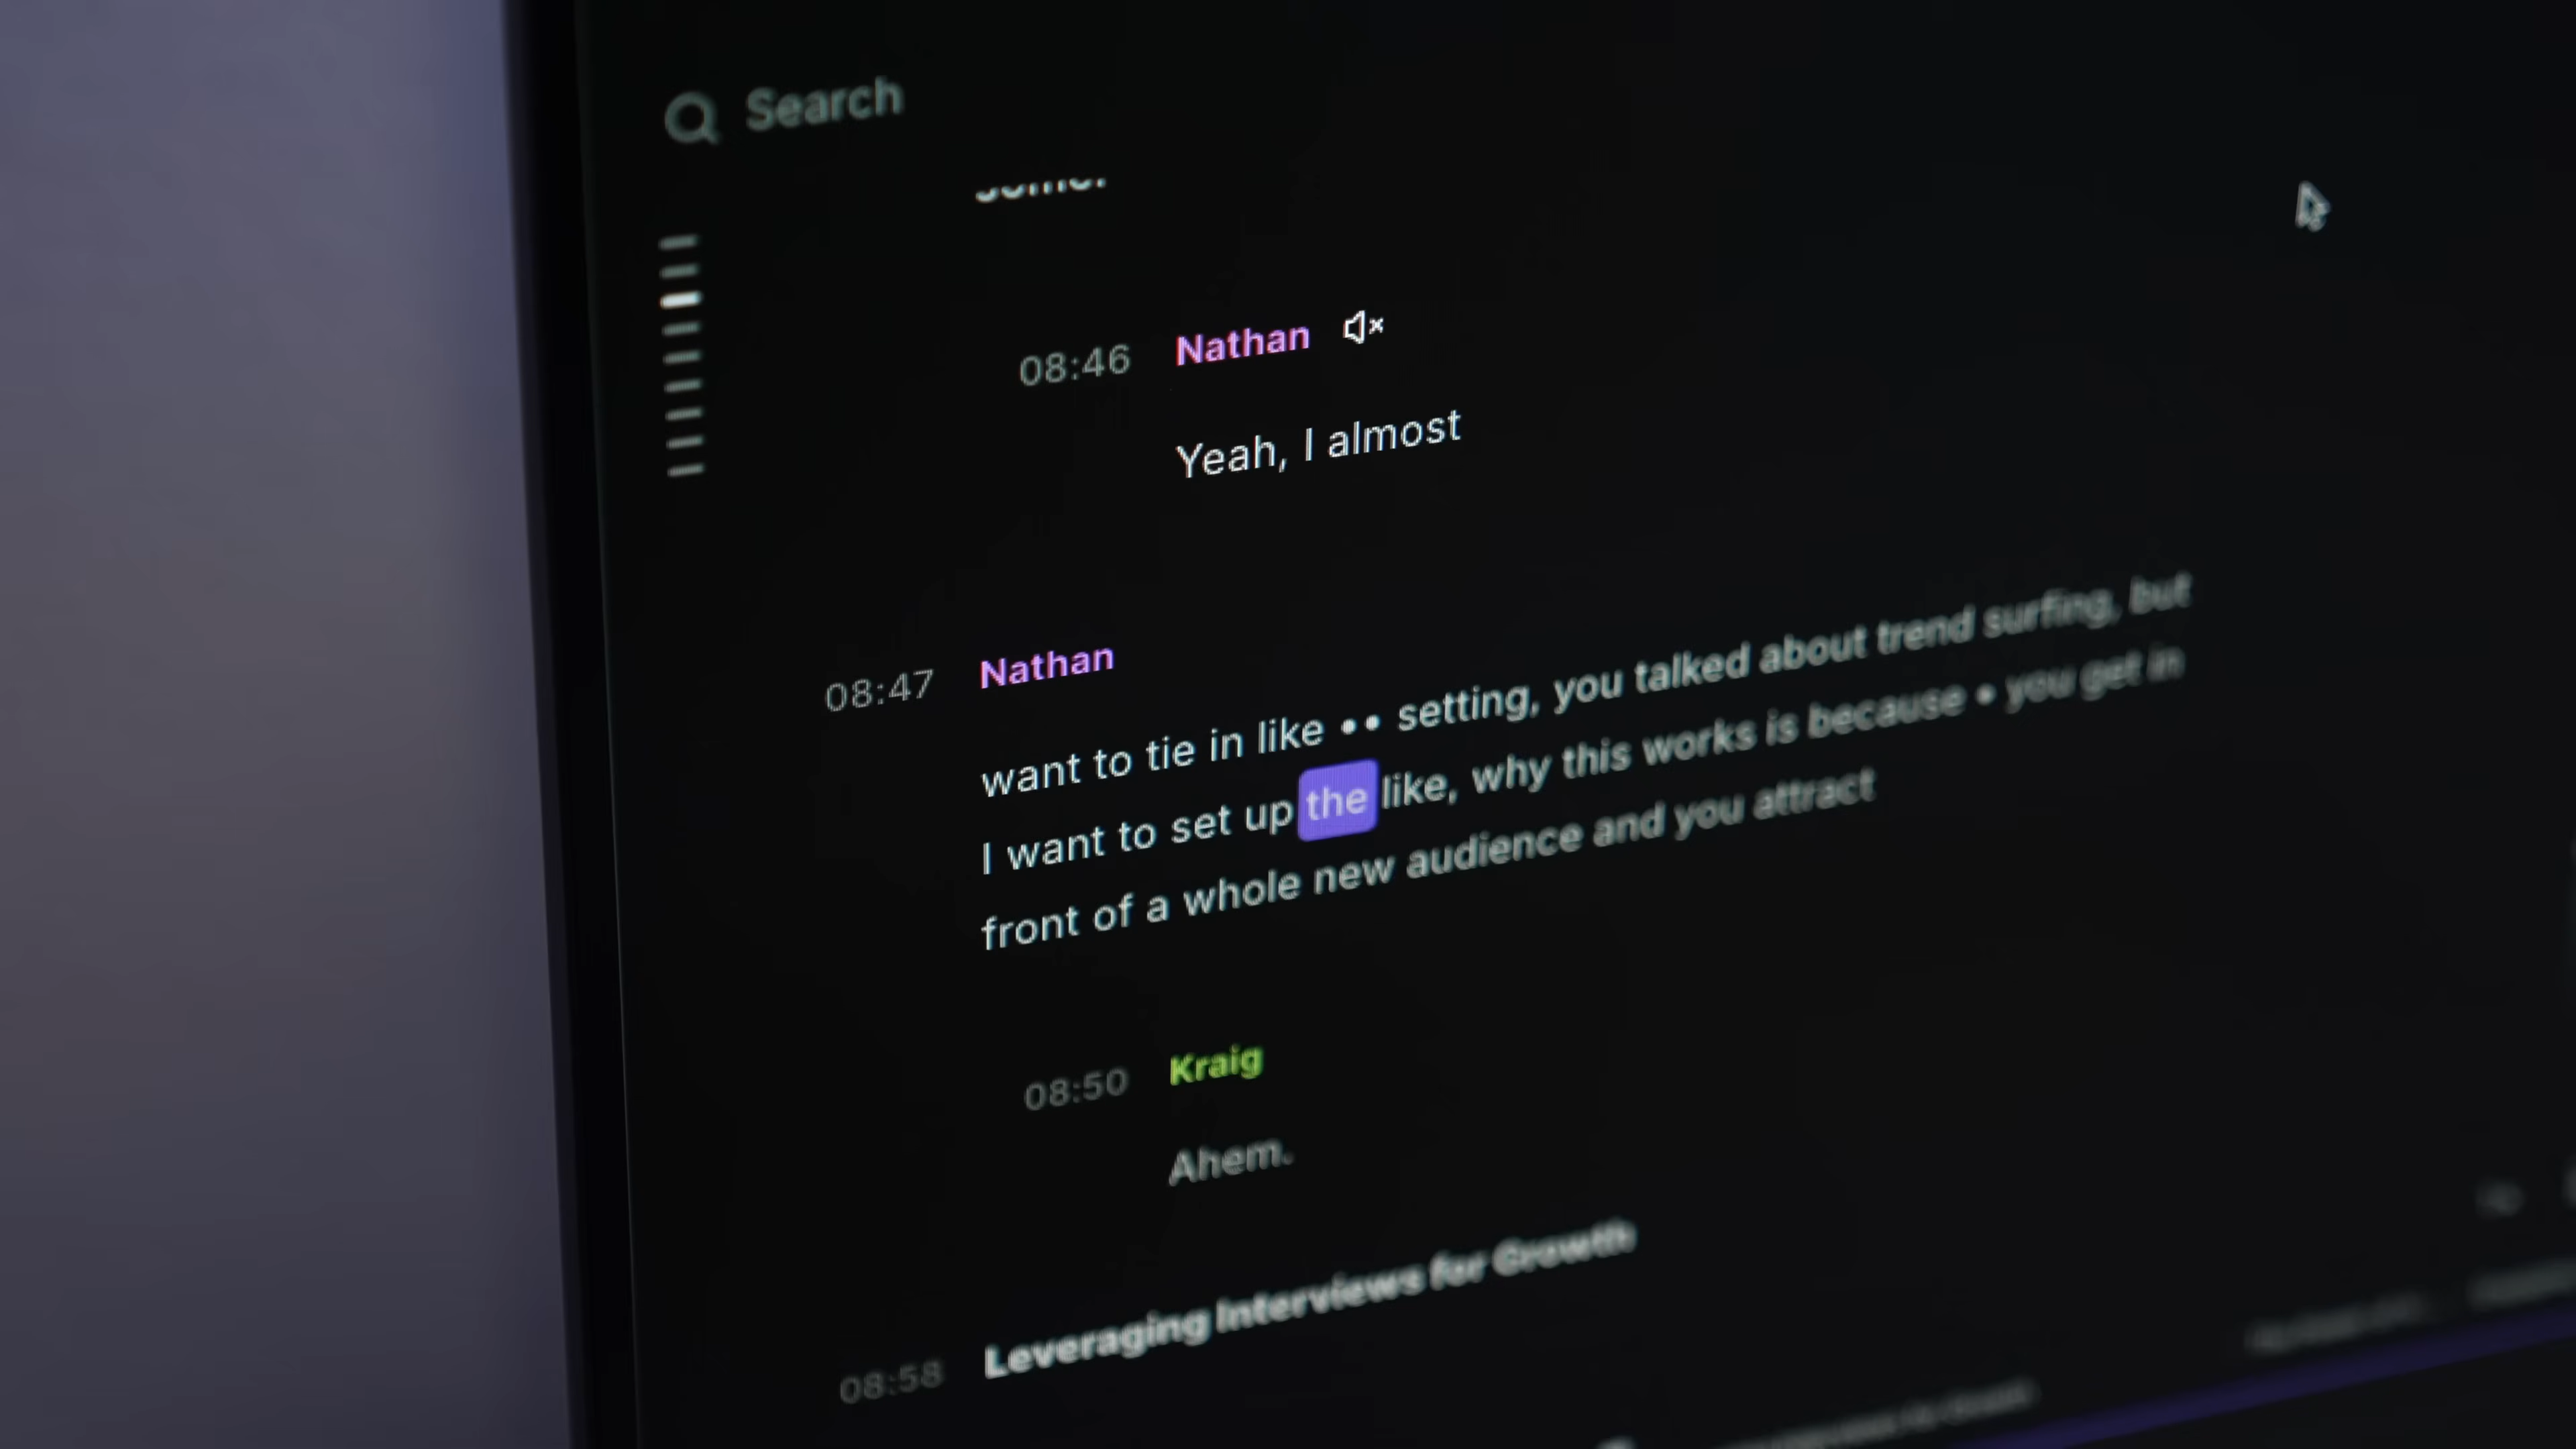 Search
08:46 Nathan
Yeah, I almost
08:47 Nathan
want to tie in like •• setting, you talked about trend surfing, but
I want to set up the like, why this works is because • you get in
front of a whole new audience and you attract
08:50 Kraig
Ahem.
08:58 Leveraging Interviews for Growth